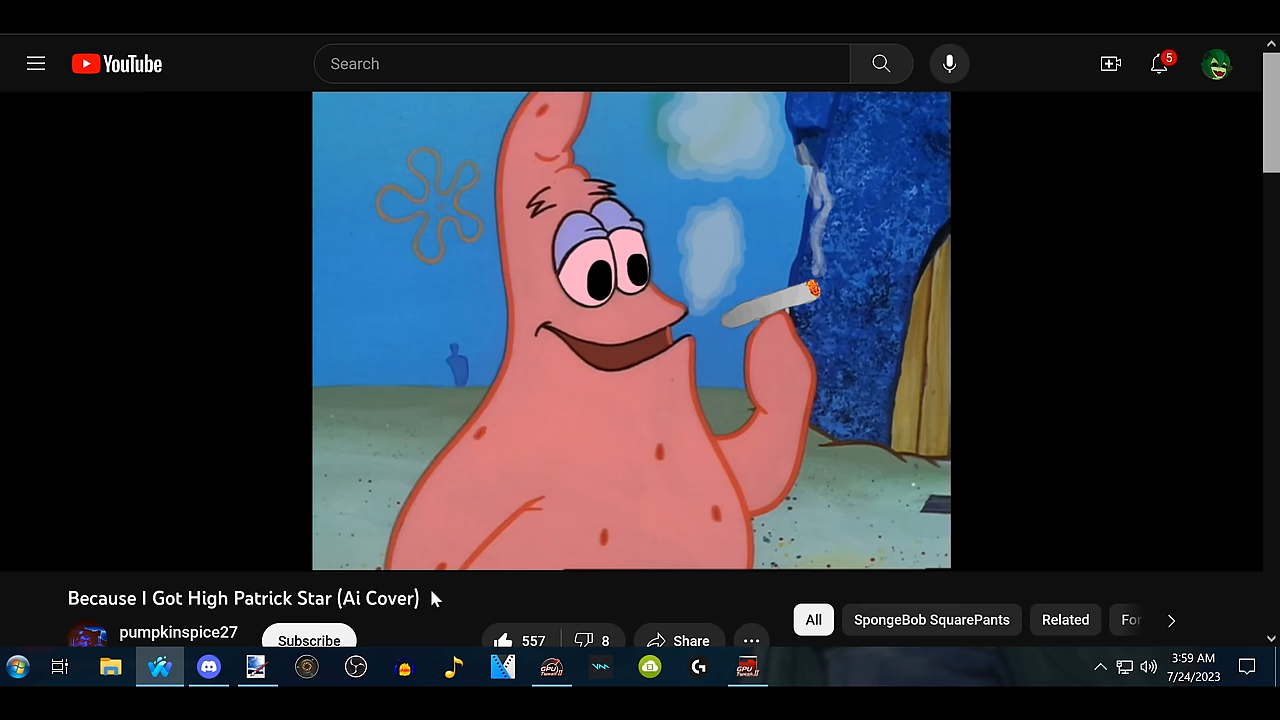 YouTube
Search
5
Because I Got High Patrick Star (Ai Cover)
pumpkinspice27
Subscribe
557
8
Share
All
SpongeBob SquarePants
Related
For
3:59 AM
7/24/2023